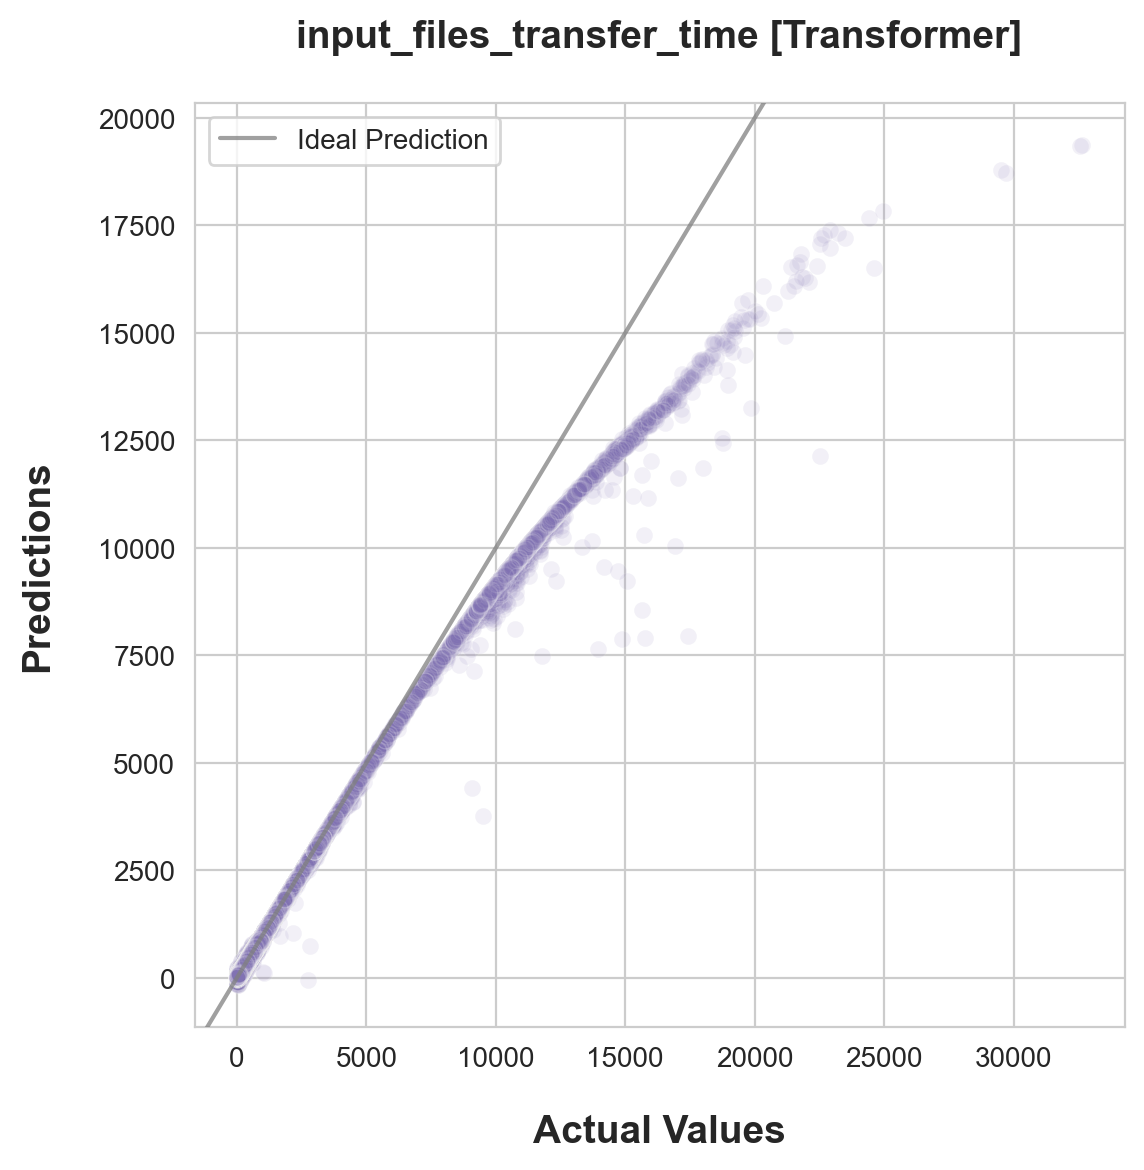 input_files_transfer_time [Transformer]
Ideal Prediction
20000
17500
15000
12500
10000
7500
5000
2500
0
Predictions
0 5000 10000 15000 20000 25000 30000
Actual Values